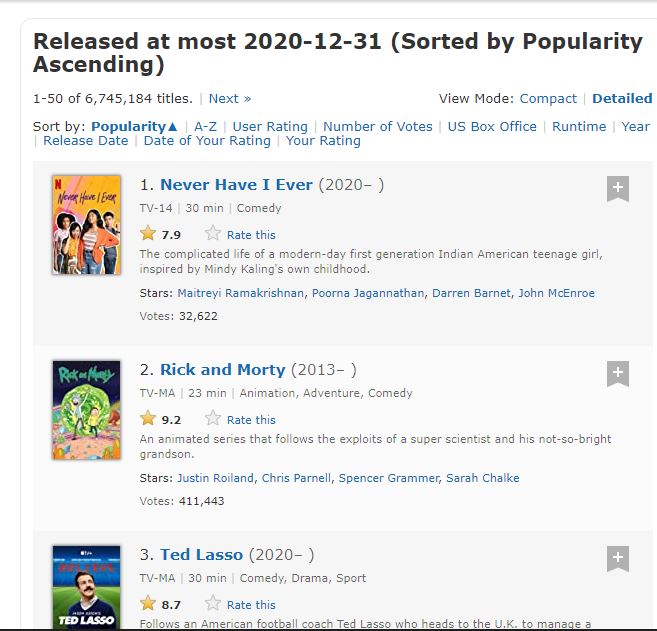 Released at most 2020-12-31 (Sorted by Popularity
Ascending)
1-50 of 6,745,184 titles. | Next »
View Mode: Compact | Detailed
Sort by: Popularity▲ | A-Z | User Rating | Number of Votes | US Box Office | Runtime | Year
| Release Date | Date of Your Rating | Your Rating
N
Never Have I Ever
1. Never Have I Ever (2020– )
TV-14 | 30 min | Comedy
7.9 Rate this
The complicated life of a modern-day first generation Indian American teenage girl,
inspired by Mindy Kaling's own childhood.
Stars: Maitreyi Ramakrishnan, Poorna Jagannathan, Darren Barnet, John McEnroe
Votes: 32,622
Rick and Morty
2. Rick and Morty (2013– )
TV-MA | 23 min | Animation, Adventure, Comedy
9.2 Rate this
An animated series that follows the exploits of a super scientist and his not-so-bright
grandson.
Stars: Justin Roiland, Chris Parnell, Spencer Grammer, Sarah Chalke
Votes: 411,443
TED LASSO
3. Ted Lasso (2020– )
TV-MA | 30 min | Comedy, Drama, Sport
8.7 Rate this
Follows an American football coach Ted Lasso who heads to the U.K. to manage a